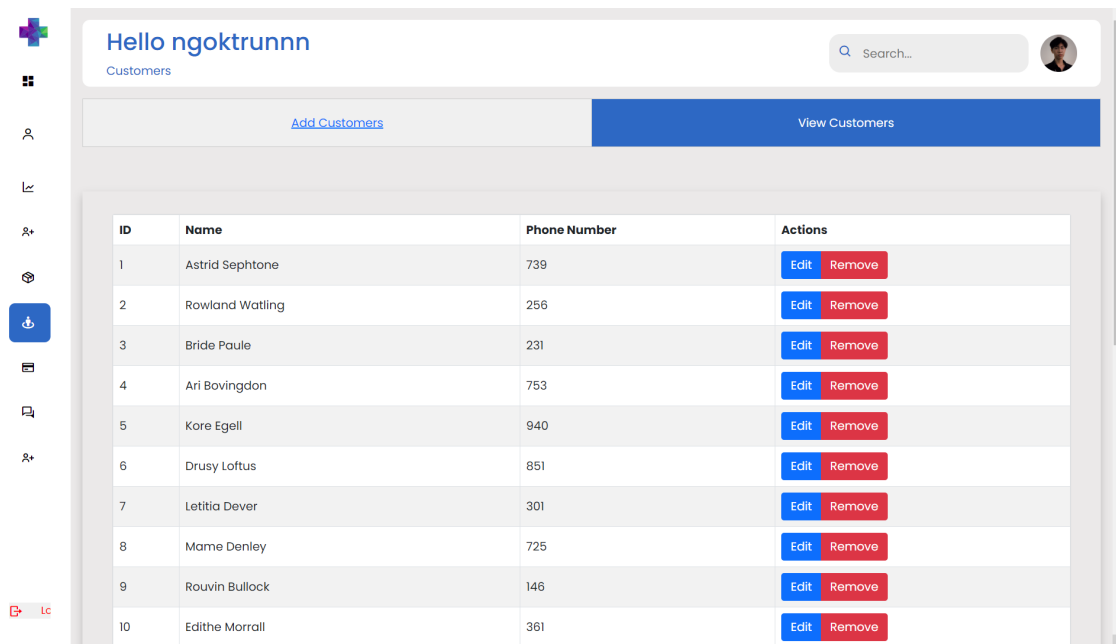 Hello ngoktrunnn
Customers
Search...
Add Customers
View Customers
ID Name Phone Number Actions
1 Astrid Sephtone 739 Edit Remove
2 Rowland Watling 256 Edit Remove
3 Bride Paule 231 Edit Remove
4 Ari Bovingdon 753 Edit Remove
5 Kore Egell 940 Edit Remove
6 Drusy Loftus 851 Edit Remove
7 Letitia Dever 301 Edit Remove
8 Mame Denley 725 Edit Remove
9 Rouvin Bullock 146 Edit Remove
10 Edithe Morrall 361 Edit Remove